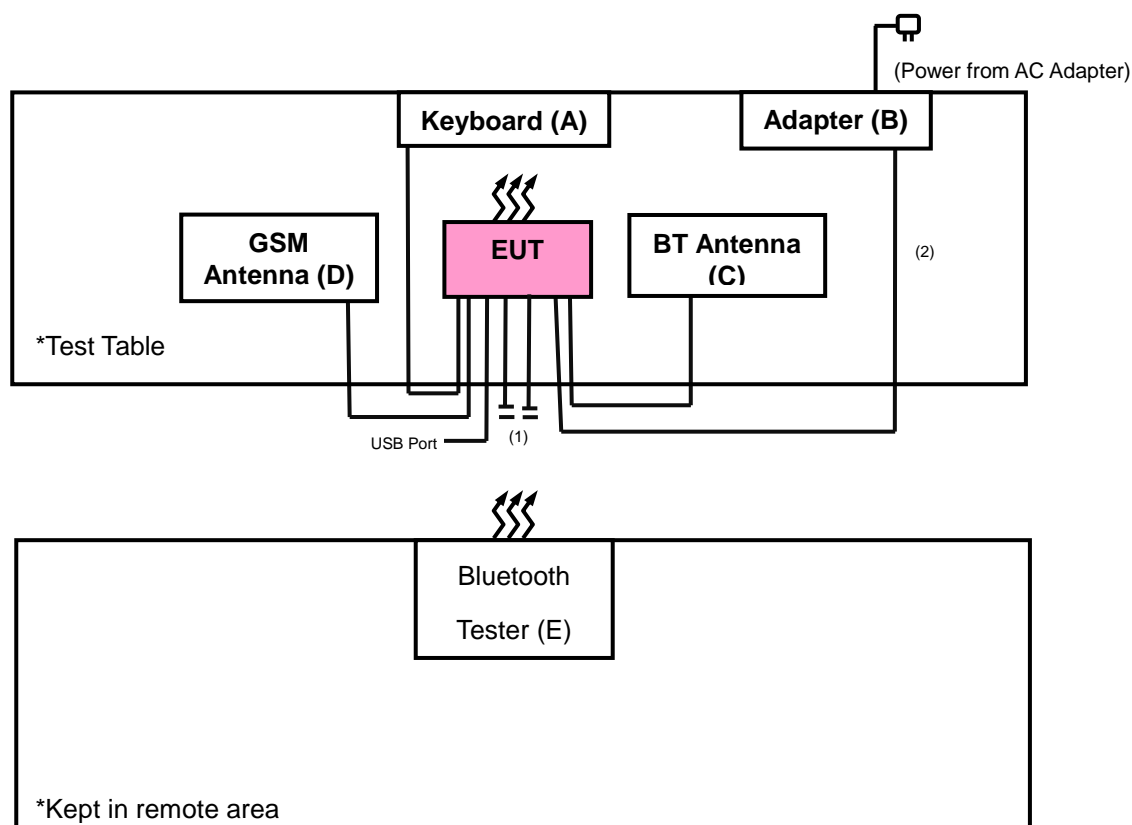 (Power from AC Adapter)
Keyboard (A)
Adapter (B)
GSM
Antenna (D)
EUT
BT Antenna
(C)
(2)
*Test Table
USB Port
(1)
Bluetooth
Tester (E)
*Kept in remote area